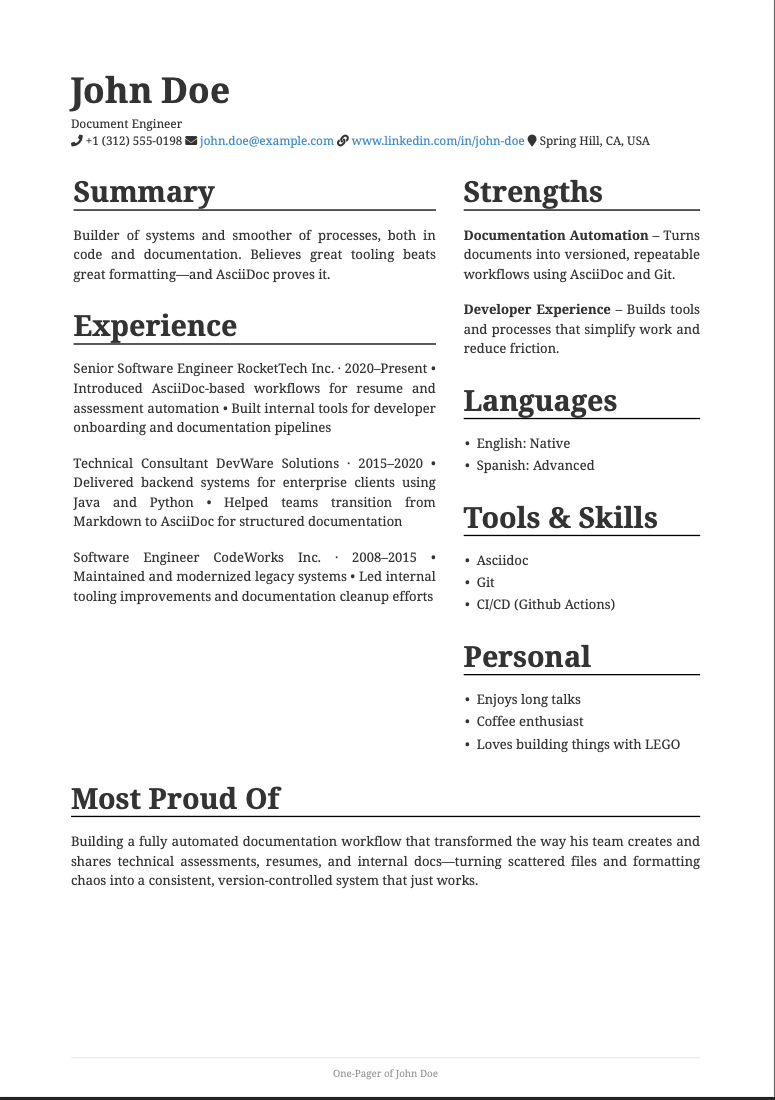 John Doe
Document Engineer
+1 (312) 555-0198 john.doe@example.com www.linkedin.com/in/john-doe Spring Hill, CA, USA
Summary
Builder of systems and smoother of processes, both in
code and documentation. Believes great tooling beats
great formatting—and AsciiDoc proves it.
Experience
Senior Software Engineer RocketTech Inc. · 2020–Present •
Introduced AsciiDoc-based workflows for resume and
assessment automation • Built internal tools for developer
onboarding and documentation pipelines
Technical Consultant DevWare Solutions · 2015–2020 •
Delivered backend systems for enterprise clients using
Java and Python • Helped teams transition from
Markdown to AsciiDoc for structured documentation
Software Engineer CodeWorks Inc. · 2008–2015 •
Maintained and modernized legacy systems • Led internal
tooling improvements and documentation cleanup efforts
Strengths
Documentation Automation – Turns
documents into versioned, repeatable
workflows using AsciiDoc and Git.
Developer Experience – Builds tools
and processes that simplify work and
reduce friction.
Languages
• English: Native
• Spanish: Advanced
Tools & Skills
• Asciidoc
• Git
• CI/CD (Github Actions)
Personal
• Enjoys long talks
• Coffee enthusiast
• Loves building things with LEGO
Most Proud Of
Building a fully automated documentation workflow that transformed the way his team creates and
shares technical assessments, resumes, and internal docs—turning scattered files and formatting
chaos into a consistent, version-controlled system that just works.
One-Pager of John Doe